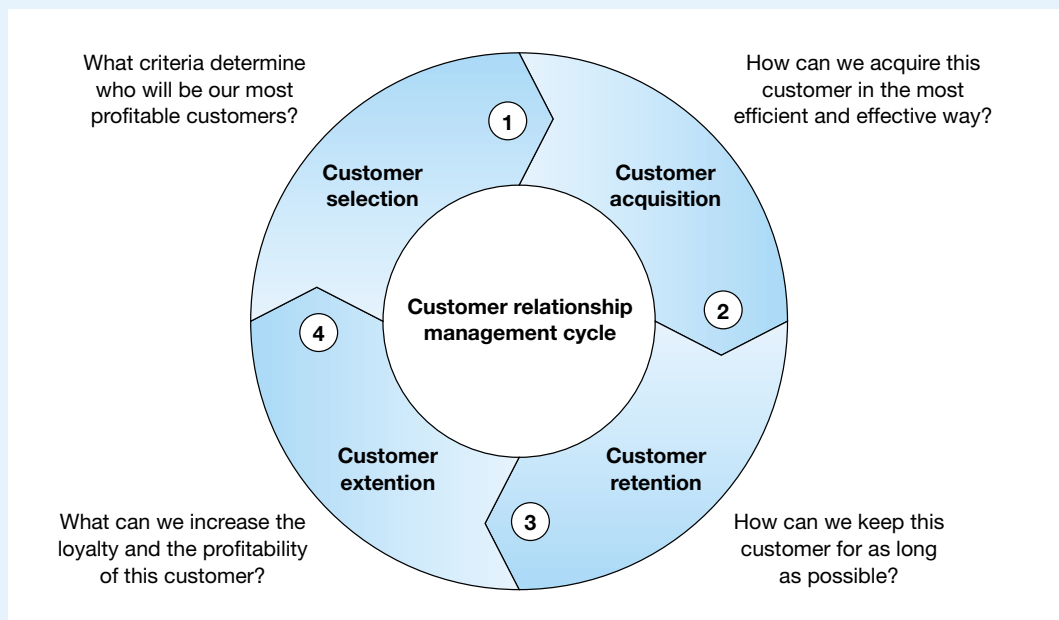 What criteria determine
who will be our most
profitable customers?
How can we acquire this
customer in the most
efficient and effective way?
1
Customer
selection
Customer
acquisition
2
Customer relationship
management cycle
4
Customer
extention
Customer
retention
3
What can we increase the
loyalty and the profitability
of this customer?
How can we keep this
customer for as long
as possible?